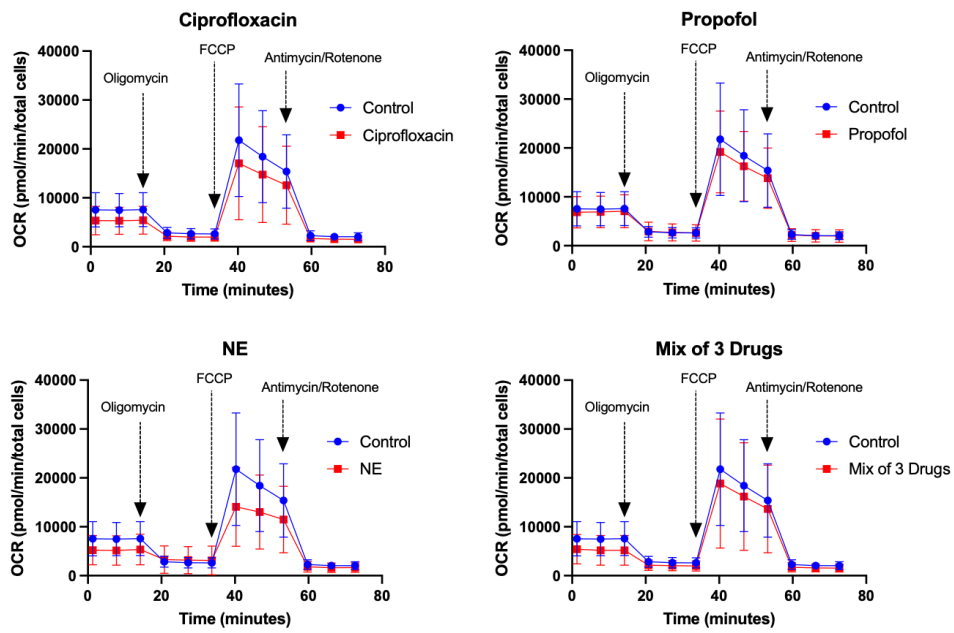 Ciprofloxacin
40000
30000
20000
10000
0
OCR (pmol/min/total cells)
Oligomycin
FCCP
Antimycin/Rotenone
Control
Ciprofloxacin
0 20 40 60 80
Time (minutes)
Propofol
40000
30000
20000
10000
0
OCR (pmol/min/total cells)
Oligomycin
FCCP
Antimycin/Rotenone
Control
Propofol
0 20 40 60 80
Time (minutes)
NE
40000
30000
20000
10000
0
OCR (pmol/min/total cells)
Oligomycin
FCCP
Antimycin/Rotenone
Control
NE
0 20 40 60 80
Time (minutes)
Mix of 3 Drugs
40000
30000
20000
10000
0
OCR (pmol/min/total cells)
Oligomycin
FCCP
Antimycin/Rotenone
Control
Mix of 3 Drugs
0 20 40 60 80
Time (minutes)